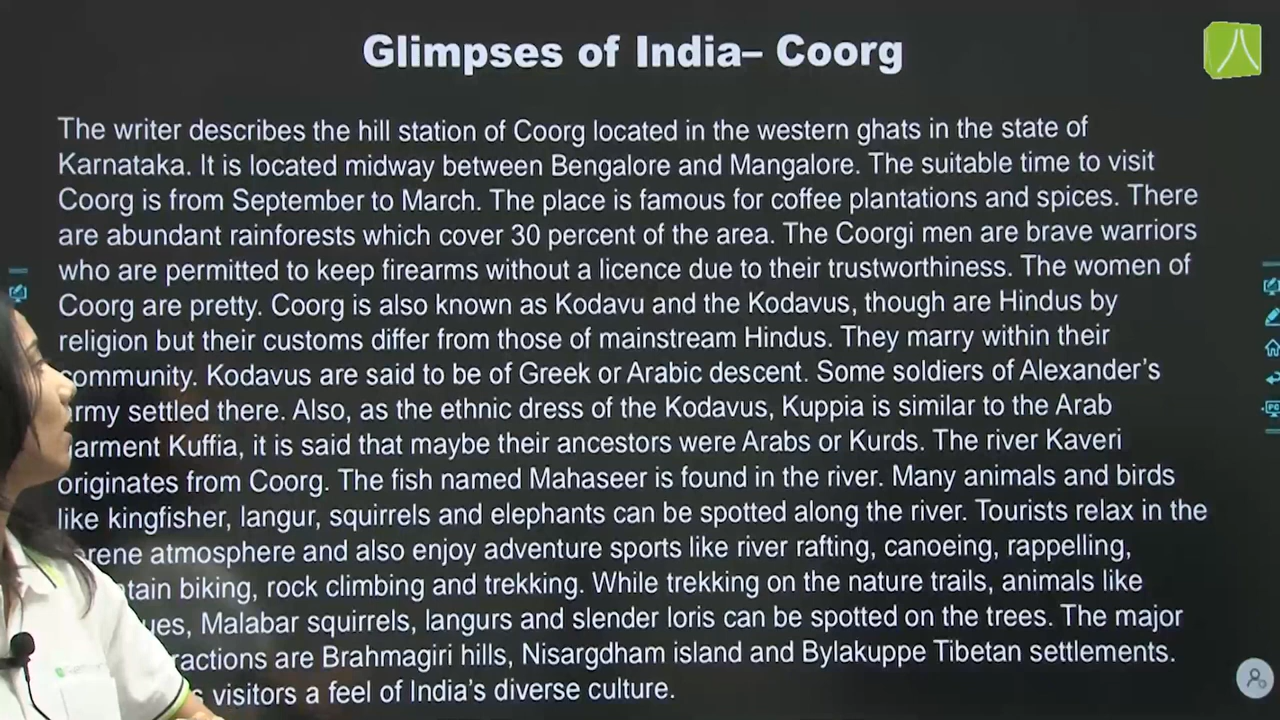 Glimpses of India– Coorg
The writer describes the hill station of Coorg located in the western ghats in the state of
Karnataka. It is located midway between Bengalore and Mangalore. The suitable time to visit
Coorg is from September to March. The place is famous for coffee plantations and spices. There
are abundant rainforests which cover 30 percent of the area. The Coorgi men are brave warriors
who are permitted to keep firearms without a licence due to their trustworthiness. The women of
Coorg are pretty. Coorg is also known as Kodavu and the Kodavus, though are Hindus by
religion but their customs differ from those of mainstream Hindus. They marry within their
community. Kodavus are said to be of Greek or Arabic descent. Some soldiers of Alexander’s
army settled there. Also, as the ethnic dress of the Kodavus, Kuppia is similar to the Arab
garment Kuffia, it is said that maybe their ancestors were Arabs or Kurds. The river Kaveri
originates from Coorg. The fish named Mahaseer is found in the river. Many animals and birds
like kingfisher, langur, squirrels and elephants can be spotted along the river. Tourists relax in the
erene atmosphere and also enjoy adventure sports like river rafting, canoeing, rappelling,
tain biking, rock climbing and trekking. While trekking on the nature trails, animals like
ues, Malabar squirrels, langurs and slender loris can be spotted on the trees. The major
ractions are Brahmagiri hills, Nisargdham island and Bylakuppe Tibetan settlements.
s visitors a feel of India’s diverse culture.